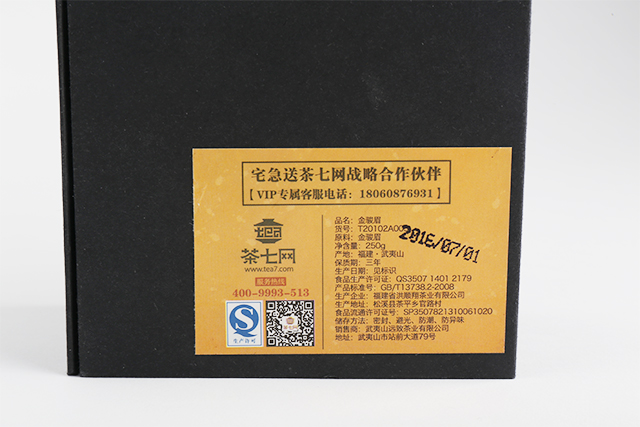 宅急送茶七网战略合作伙伴
【VIP专属客服电话：18060876931】
tea
茶七网
www.tea7.com
服务热线
400-9993-513
QS
生产许可
品名：金骏眉
货号：T20102A00
原料：金骏眉
净含量：250g
2016/07/01
产地：福建·武夷山
保质期：三年
生产日期：见标识
食品生产许可证：QS3507 1401 2179
产品标准号：GB/T13738.2-2008
生产企业：福建省洪顺翔茶业有限公司
生产地址：松溪县茶平乡官路村
食品流通许可证号：SP3507821310061020
储存方法：密封、避光、防潮、防异味
销售商：武夷山远致茶业有限公司
地址：武夷山市站前大道79号